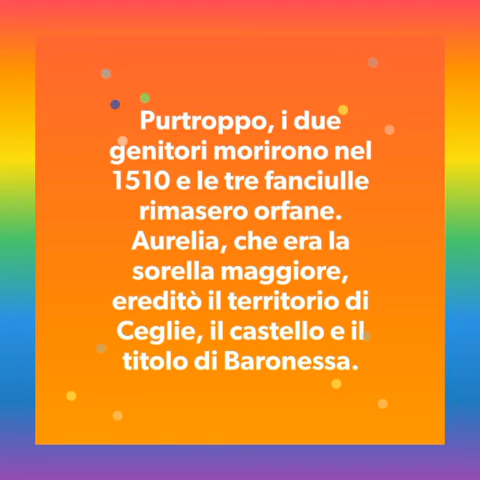 Purtroppo, i due
genitori morirono nel
1510 e le tre fanciulle
rimasero orfane.
Aurelia, che era la
sorella maggiore,
ereditò il territorio di
Ceglie, il castello e il
titolo di Baronessa.